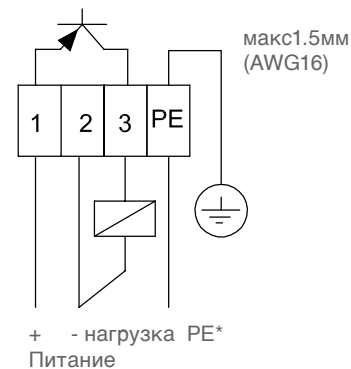 макс1.5мм
(AWG16)
1 2 3 PE
+ - нагрузка PE*
Питание